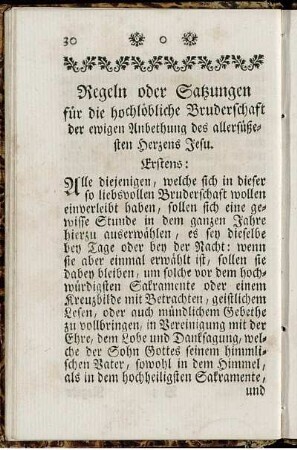 30
Regeln oder Satzungen
für die hochlöbliche Bruderschaft
der ewigen Anbethung des allersüße-
sten Herzens Jesu.
Erstens:
Alle diejenigen, welche sich in dieser
so liebsvollen Bruderschaft wollen
einverleibt haben, sollen sich eine ge-
wisse Stunde in dem ganzen Jahre
hierzu auserwählen, es sey dieselbe
bey Tage oder bey der Nacht: wenn
sie aber einmal erwählt ist, sollen sie
dabey bleiben, um solche vor dem hoch-
würdigsten Sakramente oder einem
Kreuzbilde mit Betrachten, geistlichem
Lesen, oder auch mündlichem Gebethe
zu vollbringen, in Vereinigung mit der
Ehre, dem Lobe und Danksagung, wel-
che der Sohn Gottes seinem himmli-
schen Vater, sowohl in dem Himmel,
als in dem hochheiligsten Sakramente,
und